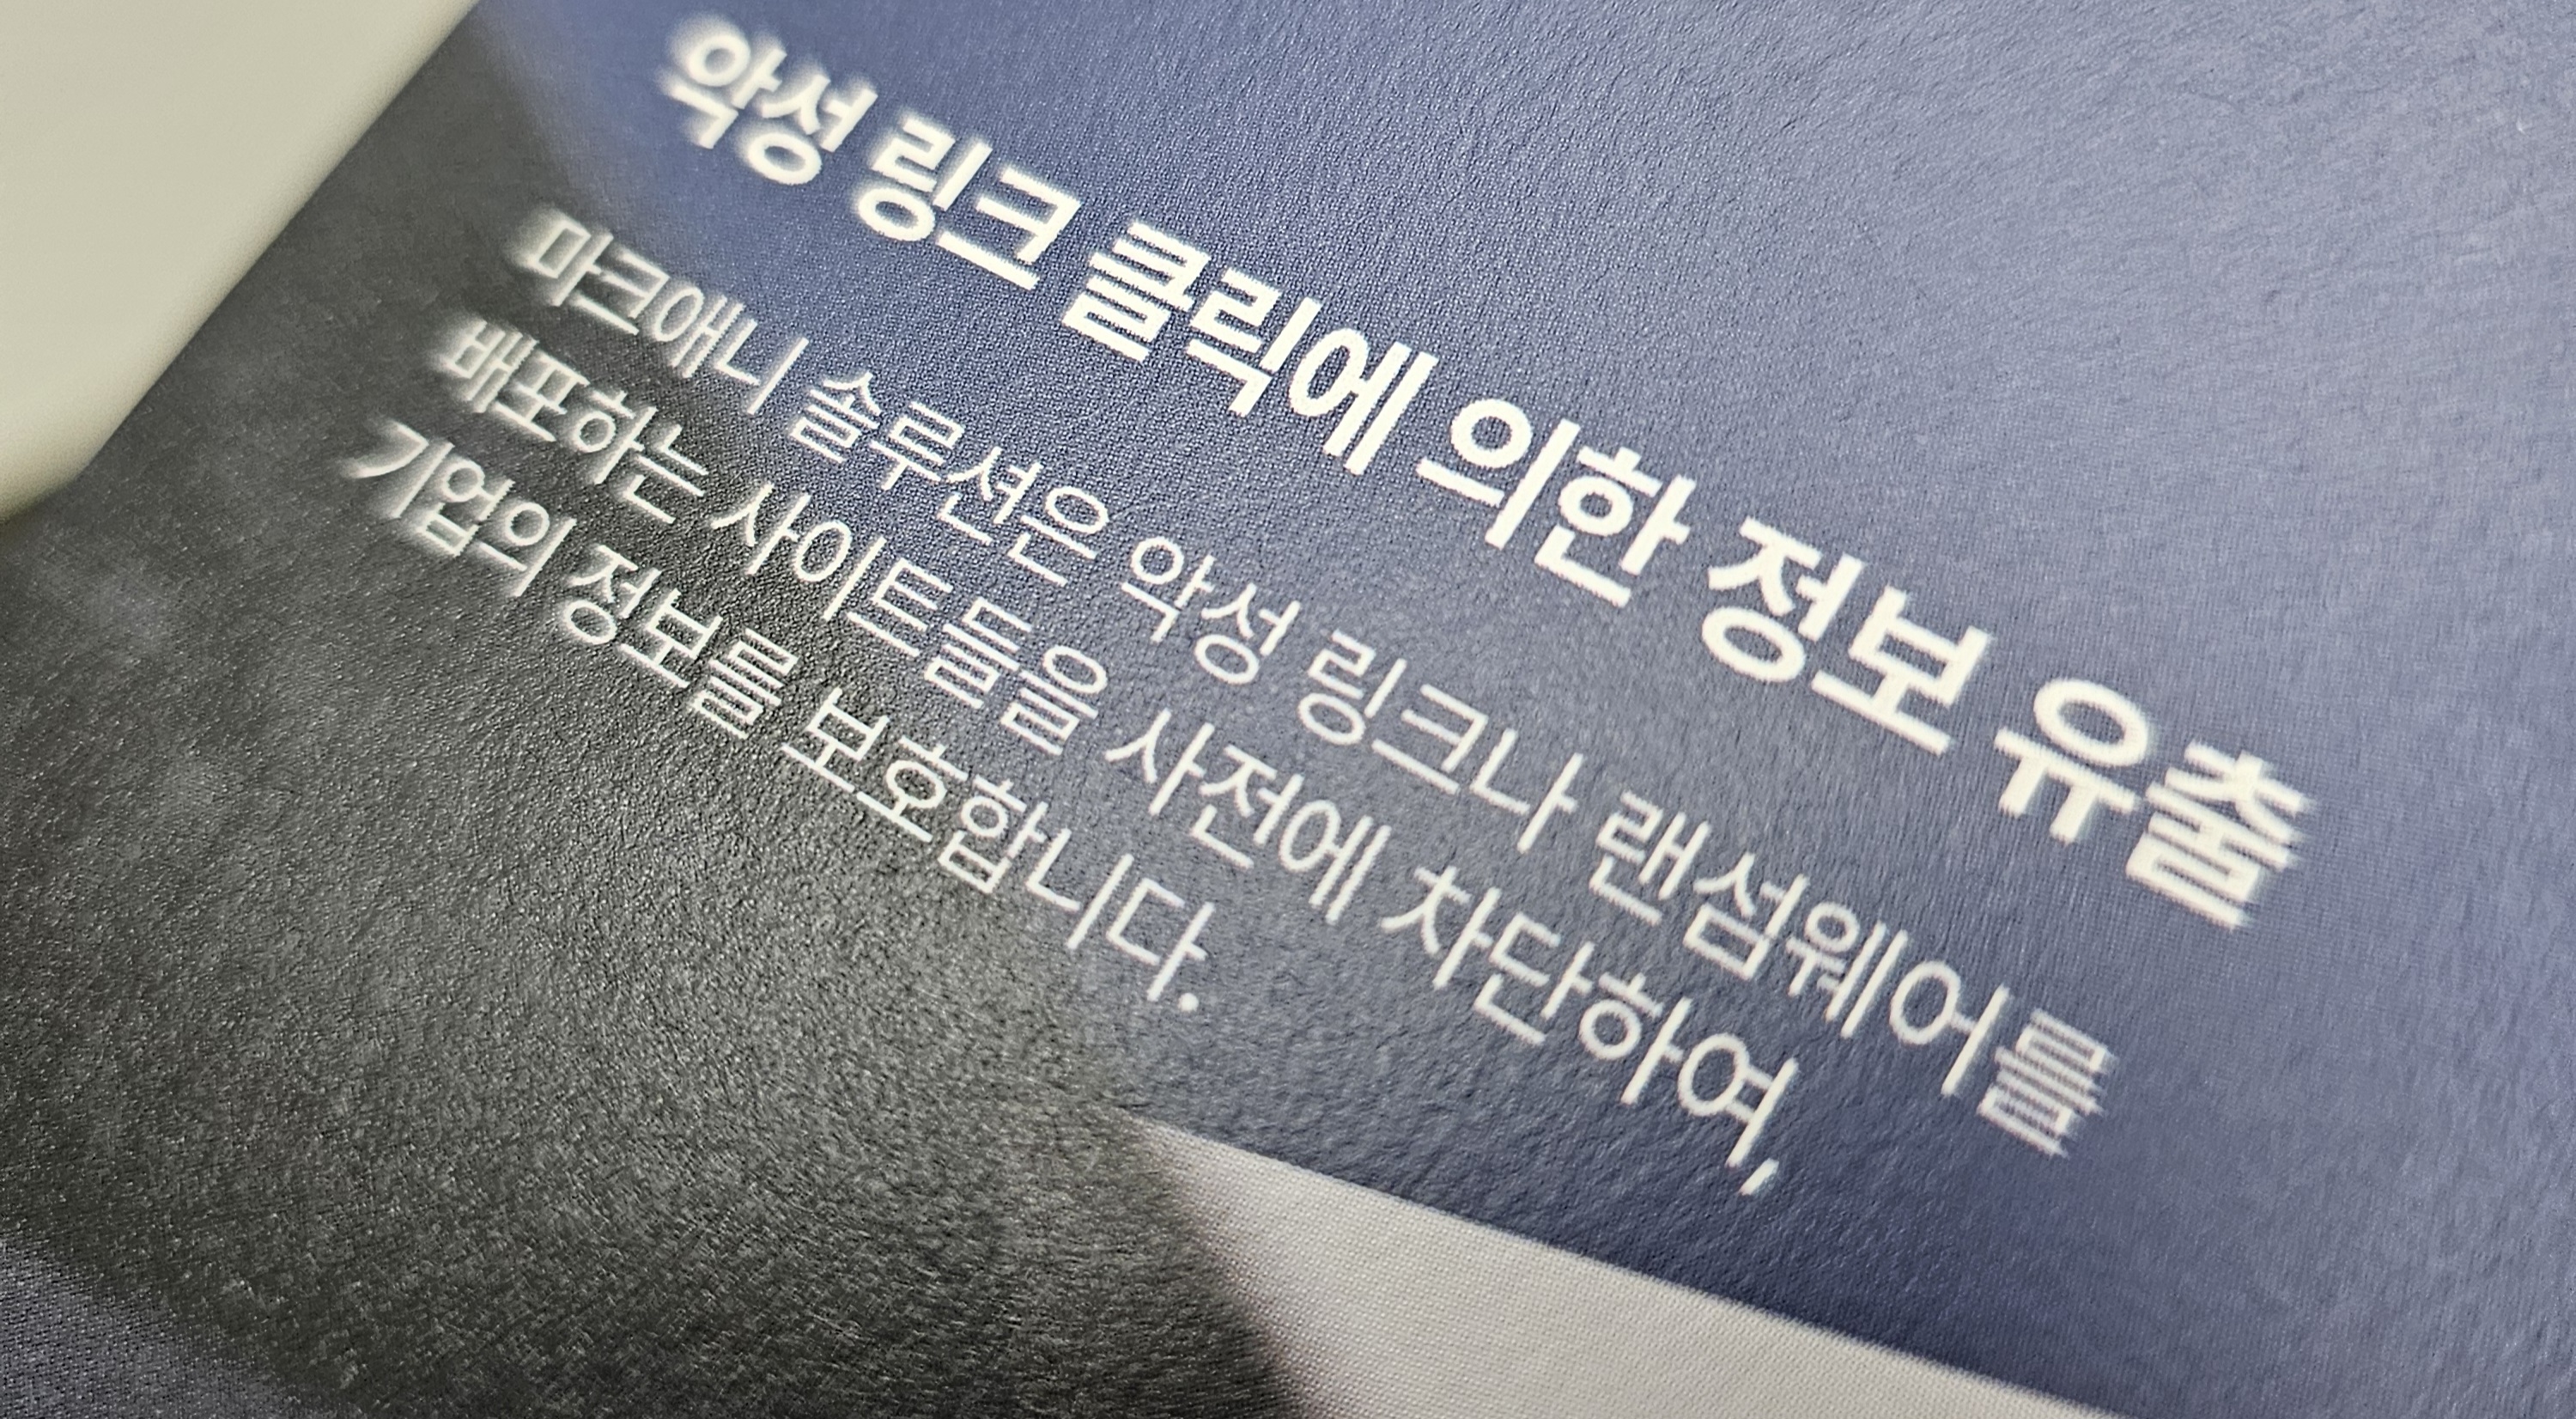 악성 링크 클릭에 의한 정보 유출
마크애니 솔루션은 악성 링크나 랜섬웨어를
배포하는 사이트들을 사전에 차단하여,
기업의 정보를 보호합니다.